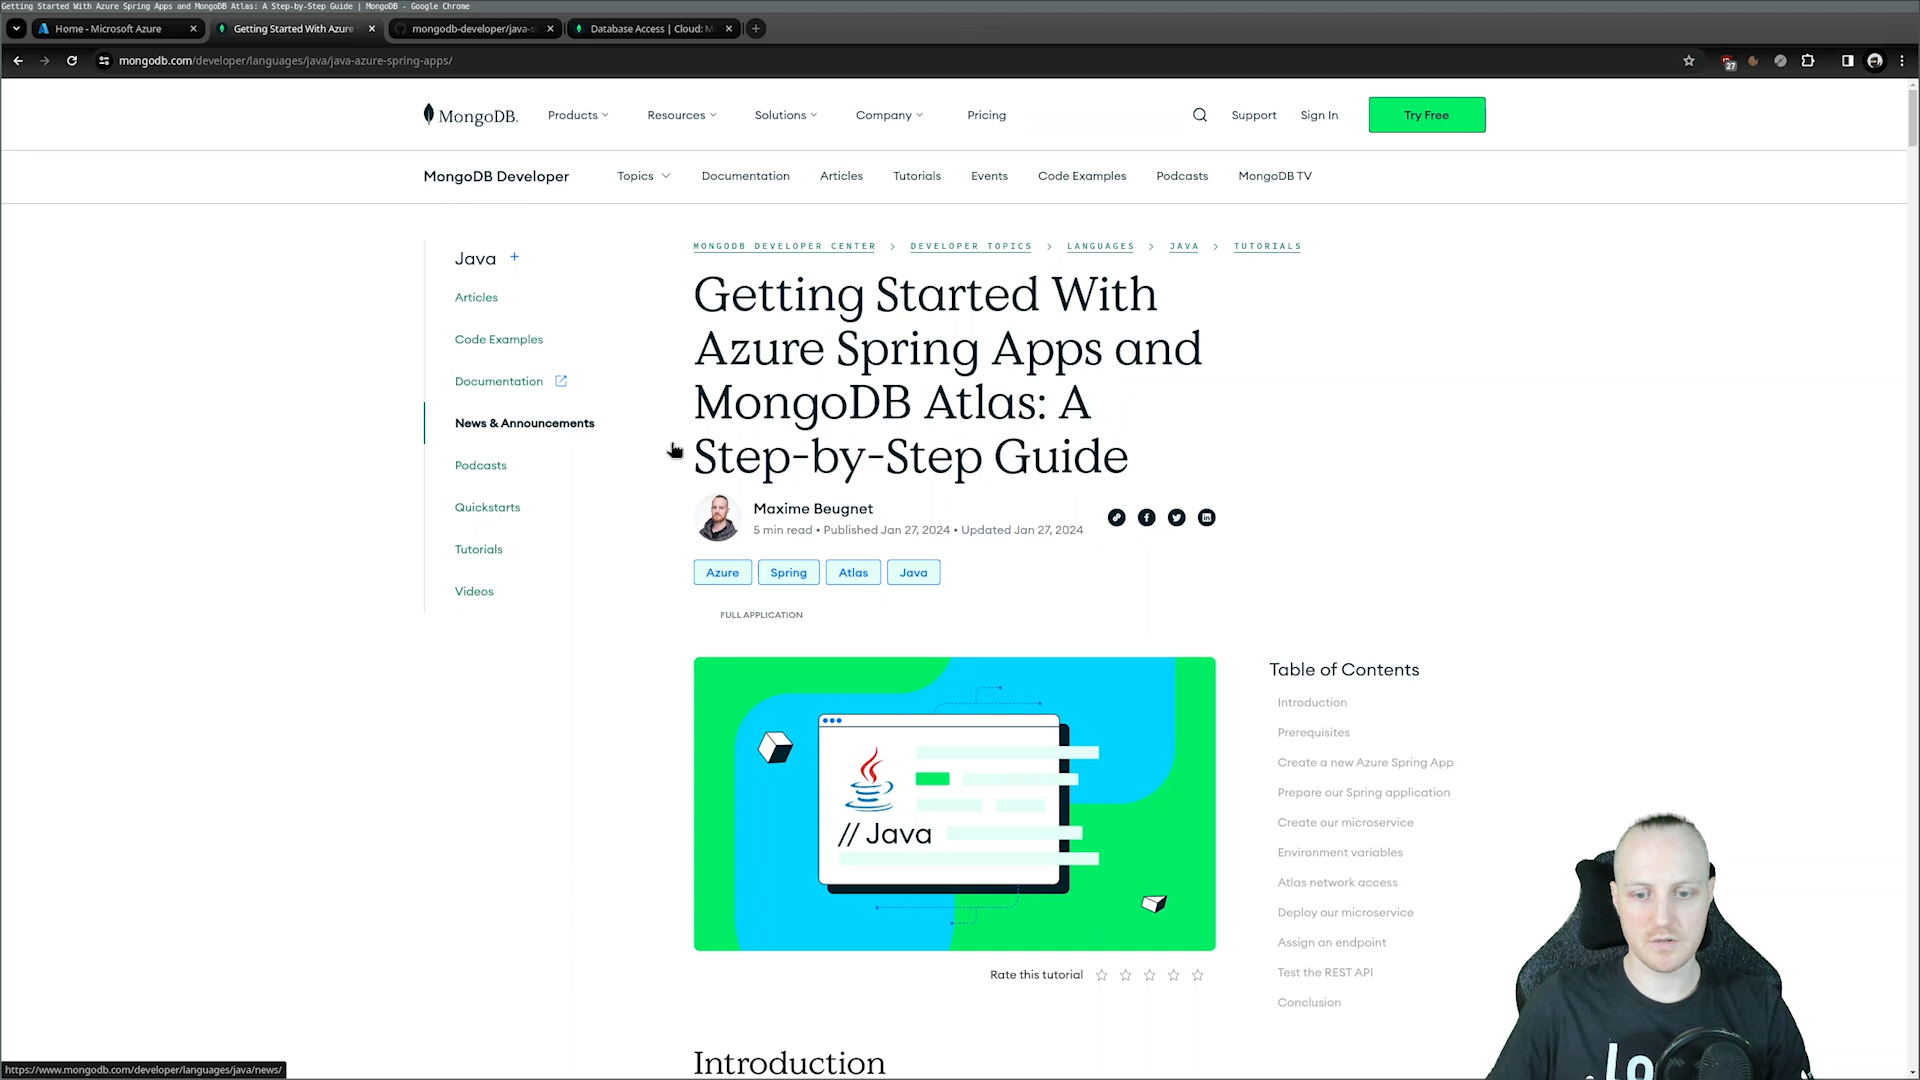 Getting Started With Azure Spring Apps and MongoDB Atlas: A Step-by-Step Guide | MongoDB - Google Chrome
Home - Microsoft Azure
Getting Started With Azure
mongodb-developer/java-s
Database Access | Cloud: M
mongodb.com/developer/languages/java/java-azure-spring-apps/
27
MongoDB.
Products
Resources
Solutions
Company
Pricing
Support
Sign In
Try Free
MongoDB Developer
Topics
Documentation
Articles
Tutorials
Events
Code Examples
Podcasts
MongoDB TV
Java +
Articles
Code Examples
Documentation
News & Announcements
Podcasts
Quickstarts
Tutorials
Videos
MONGODB DEVELOPER CENTER > DEVELOPER TOPICS > LANGUAGES > JAVA > TUTORIALS
Getting Started With
Azure Spring Apps and
MongoDB Atlas: A
Step-by-Step Guide
Maxime Beugnet
5 min read • Published Jan 27, 2024 • Updated Jan 27, 2024
Azure
Spring
Atlas
Java
FULL APPLICATION
// Java
Rate this tutorial
Table of Contents
Introduction
Prerequisites
Create a new Azure Spring App
Prepare our Spring application
Create our microservice
Environment variables
Atlas network access
Deploy our microservice
Assign an endpoint
Test the REST API
Conclusion
Introduction
https://www.mongodb.com/developer/languages/java/news/